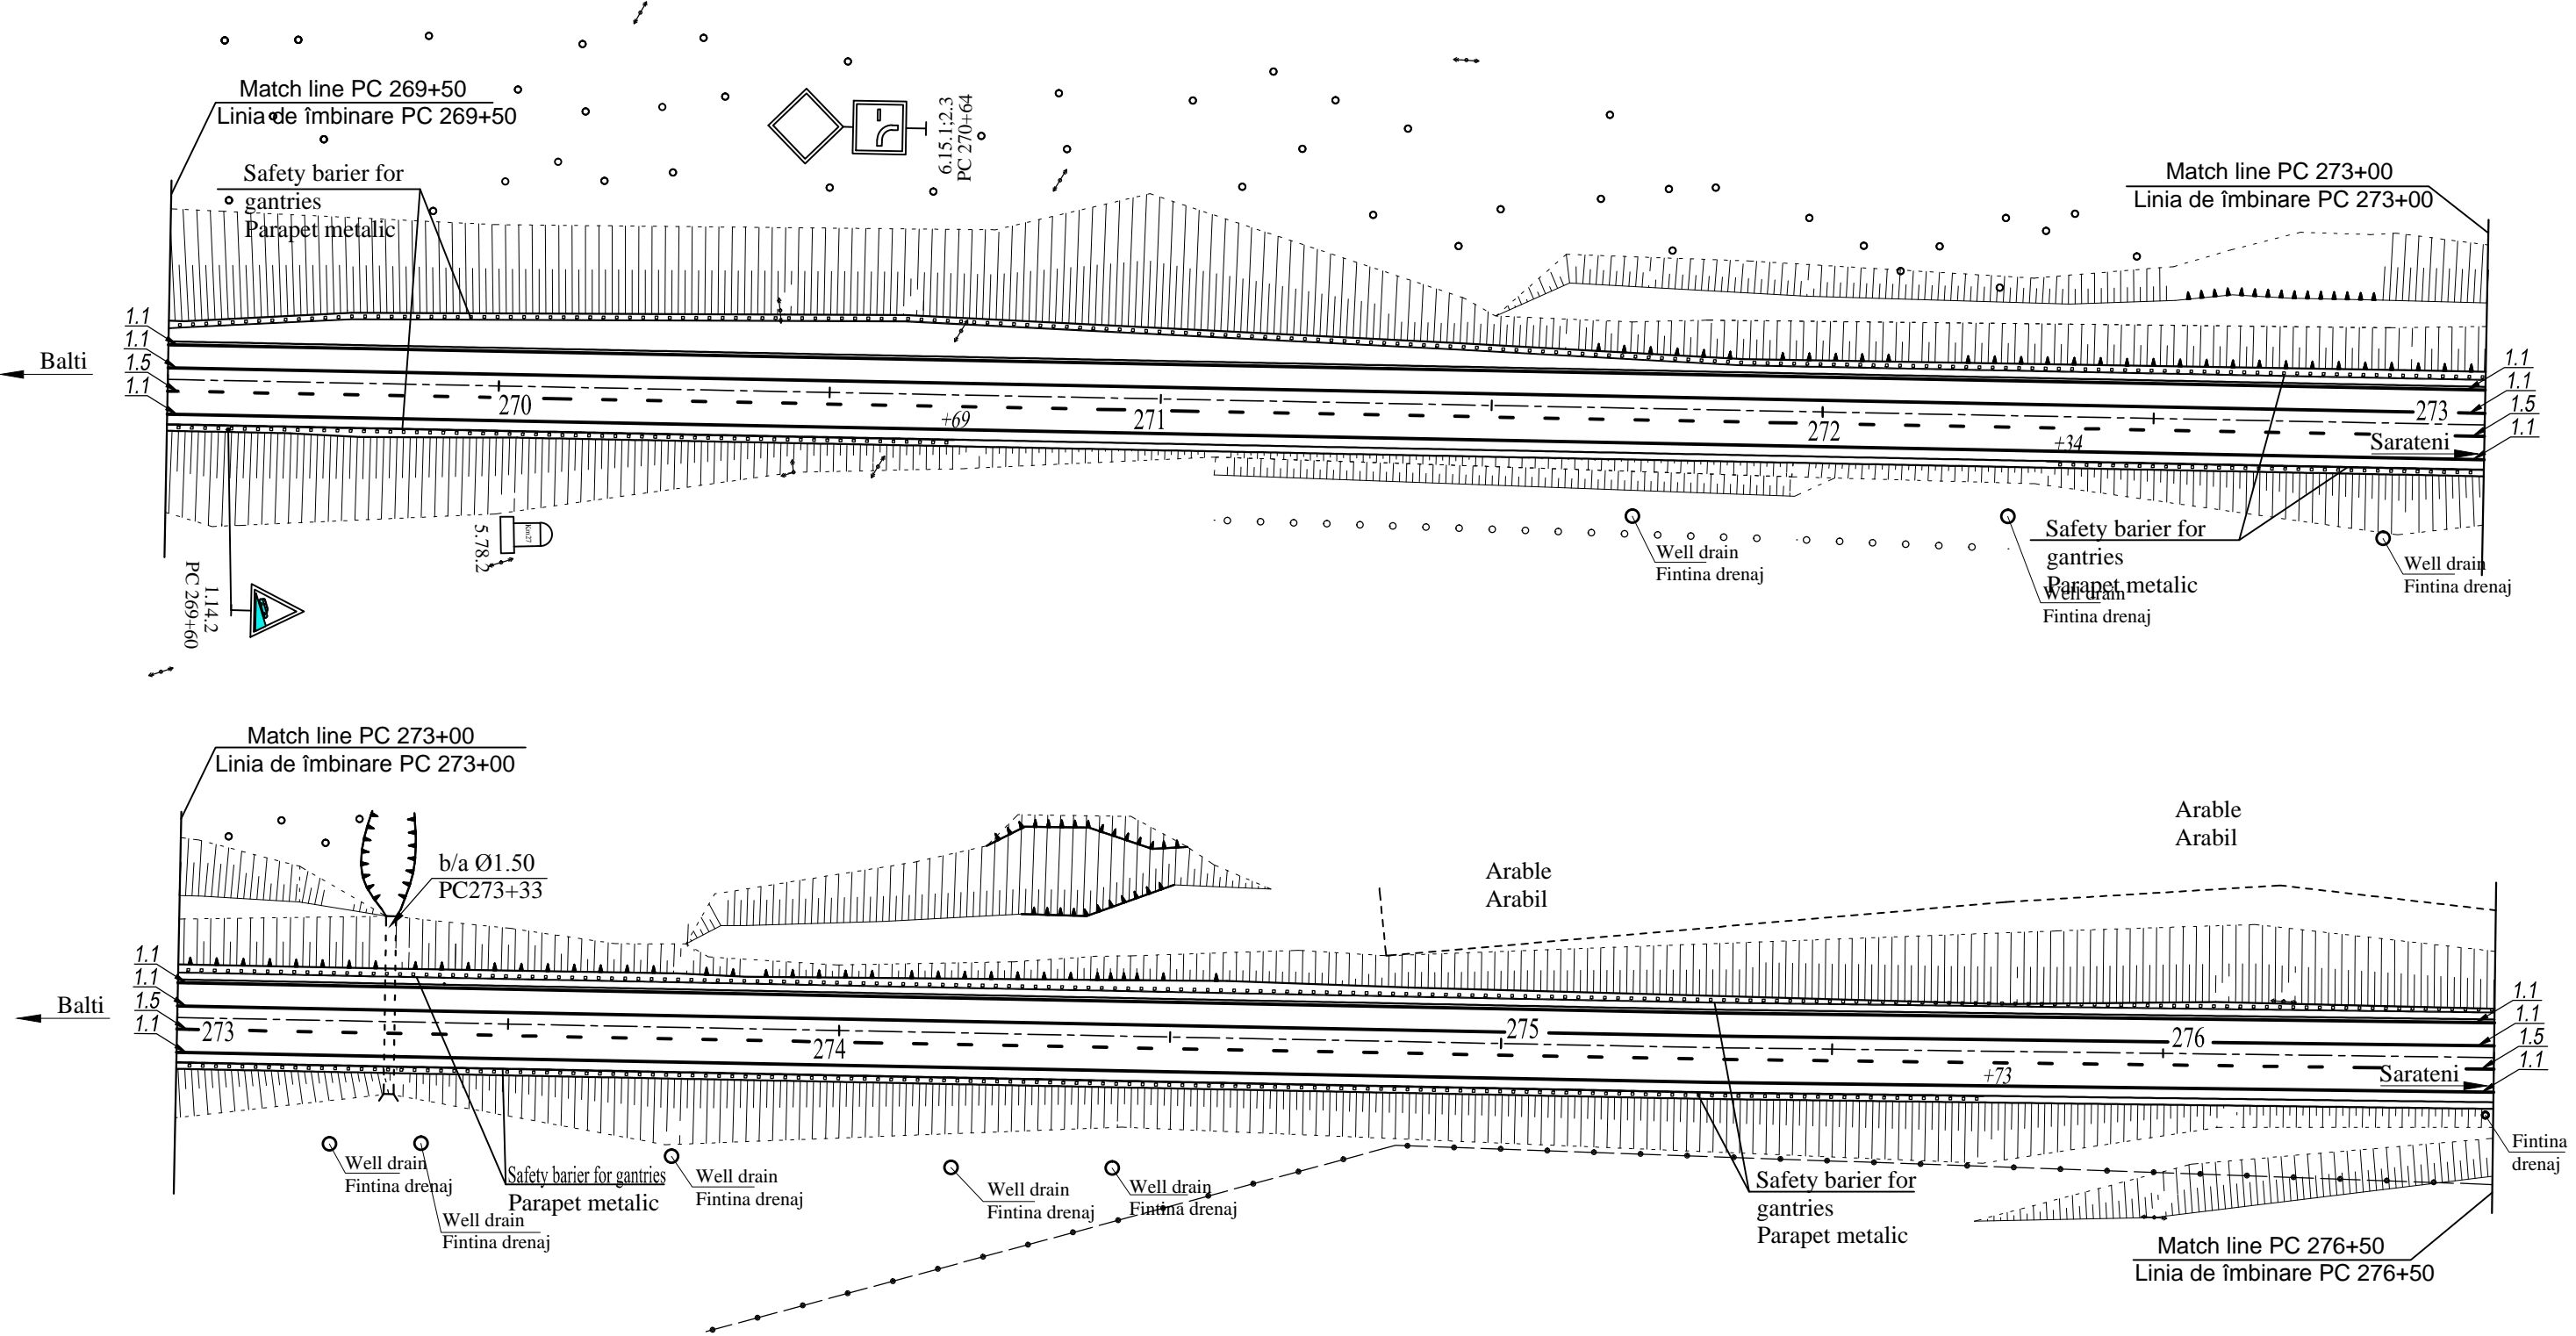 Match line PC 269+50
Linia de îmbinare PC 269+50
Safety barier for
gantries
Parapet metalic
6.15.1;2.3
PC 270+64
Match line PC 273+00
Linia de îmbinare PC 273+00
1.1
1.1
1.5
1.1
Balti
270
+69
271
272
+34
273
Sarateni
1.1
1.1
1.5
1.1
Km27
5.78.2
1.14.2
PC 269+60
Well drain
Fintina drenaj
Safety barier for
gantries
Parapet metalic
Well drain
Fintina drenaj
Well drain
Fintina drenaj
Match line PC 273+00
Linia de îmbinare PC 273+00
b/a Ø1.50
PC273+33
Arable
Arabil
Arable
Arabil
1.1
1.1
1.5
1.1
Balti
273
274
275
276
+73
Sarateni
1.1
1.1
1.5
1.1
Well drain
Fintina drenaj
Well drain
Fintina drenaj
Safety barier for gantries
Parapet metalic
Well drain
Fintina drenaj
Well drain
Fintina drenaj
Well drain
Fintina drenaj
Safety barier for
gantries
Parapet metalic
Fintina
drenaj
Match line PC 276+50
Linia de îmbinare PC 276+50